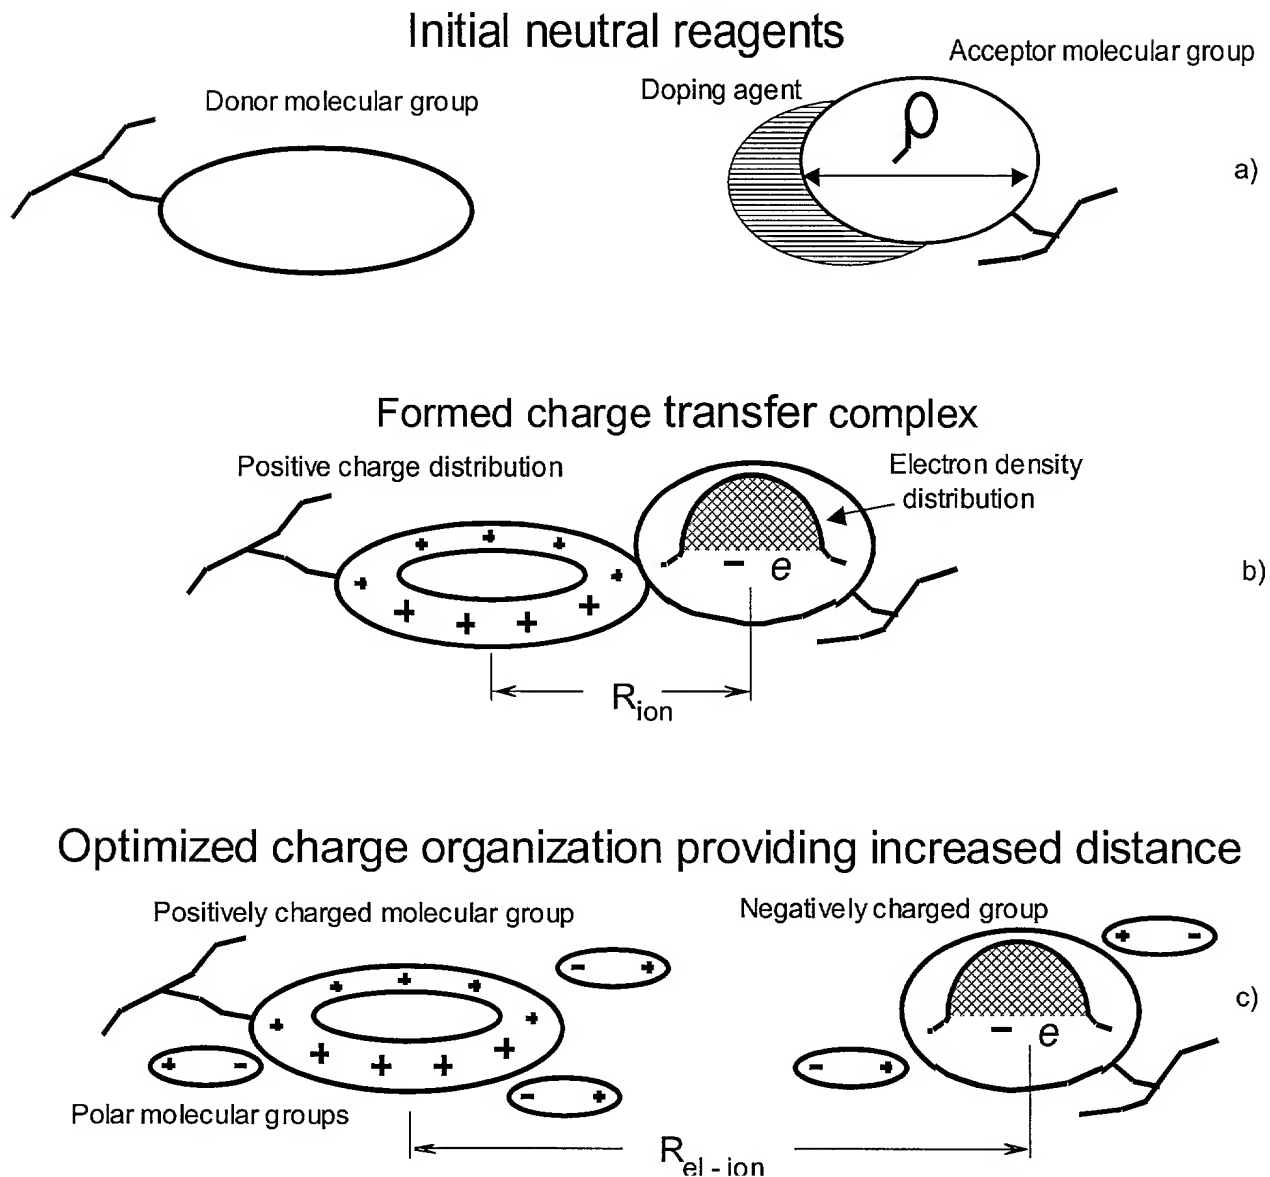 Initial neutral reagents
Acceptor molecular group
Doping agent
Donor molecular group
a)
Formed charge transfer complex
Positive charge distribution
Electron density
distribution
+ + +
+ +
+ + + +
- e
b)
R ion
Optimized charge organization providing increased distance
Positively charged molecular group
Negatively charged group
+ -
- +
+ + +
+ +
+ + + +
c)
- e
+ -
- +
- +
Polar molecular groups
R el - ion